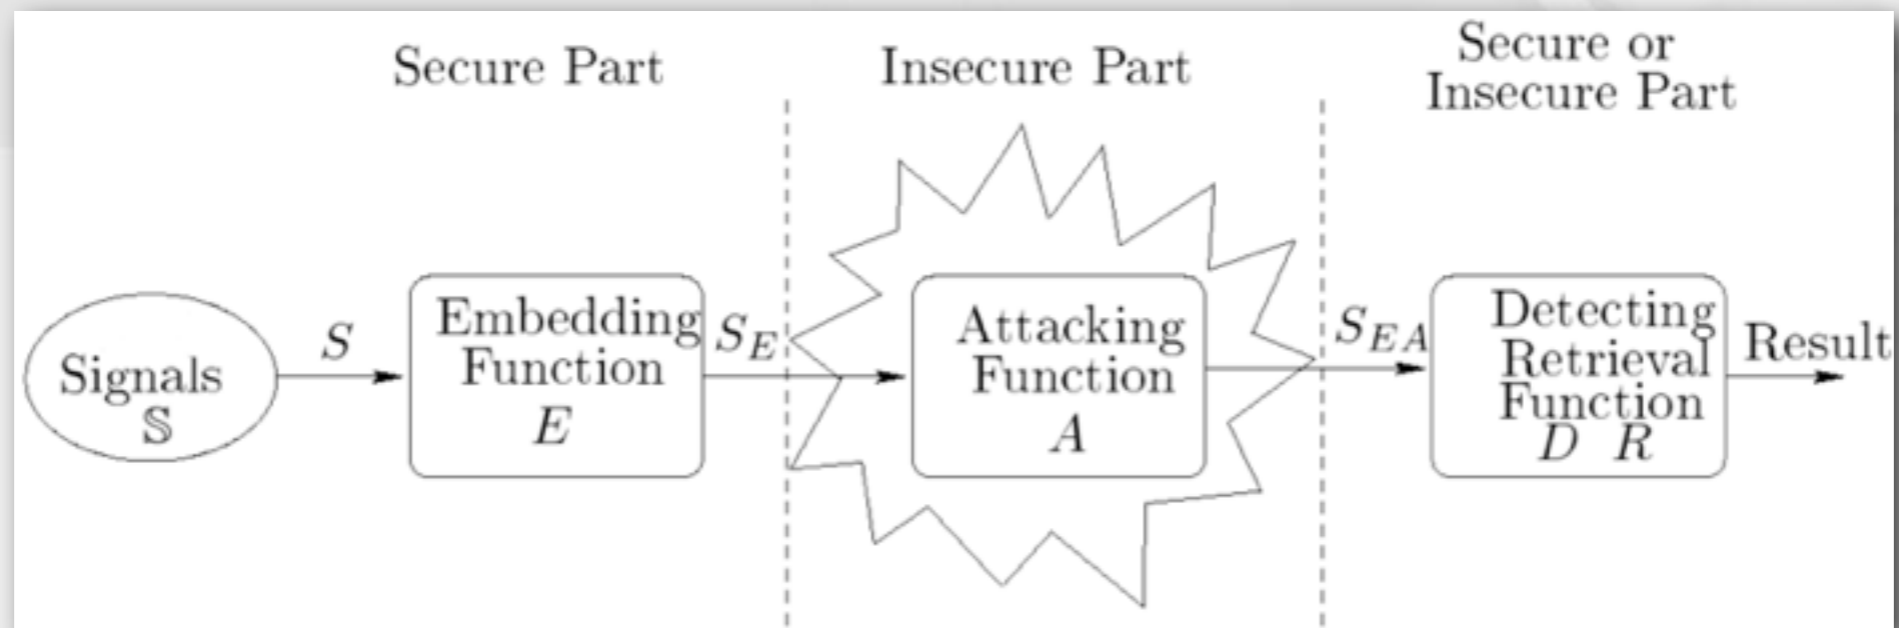 Secure Part
Insecure Part
Secure or
Insecure Part
Signals
𝕊
S
Embedding
Function
E
S_E
Attacking
Function
A
S_EA
Detecting
Retrieval
Function
D R
Result